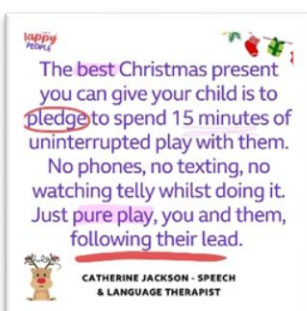 lappy
PEOPLE
The best Christmas present
you can give your child is to
pledge to spend 15 minutes of
uninterrupted play with them.
No phones, no texting, no
watching telly whilst doing it.
Just pure play, you and them,
following their lead.
CATHERINE JACKSON - SPEECH
& LANGUAGE THERAPIST